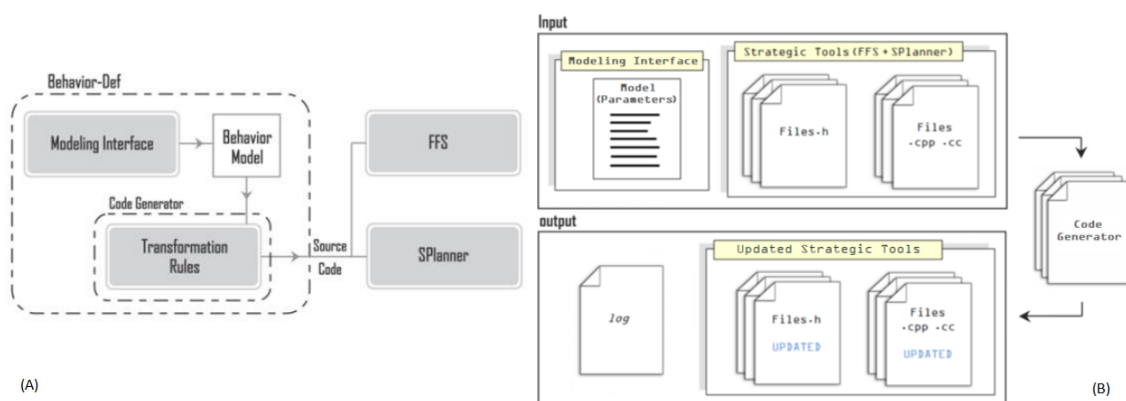 Behavior-Def
Modeling Interface
Behavior
Model
Code Generator
Transformation
Rules
Source
Code
FFS
SPlanner
(A)
Input
Modeling Interface
Model
(Parameters)
Strategic Tools(FFS + SPlanner)
Files.h
Files
.cpp .cc
Code
Generator
output
log
Updated Strategic Tools
Files.h
UPDATED
Files
.cpp .cc
UPDATED
(B)